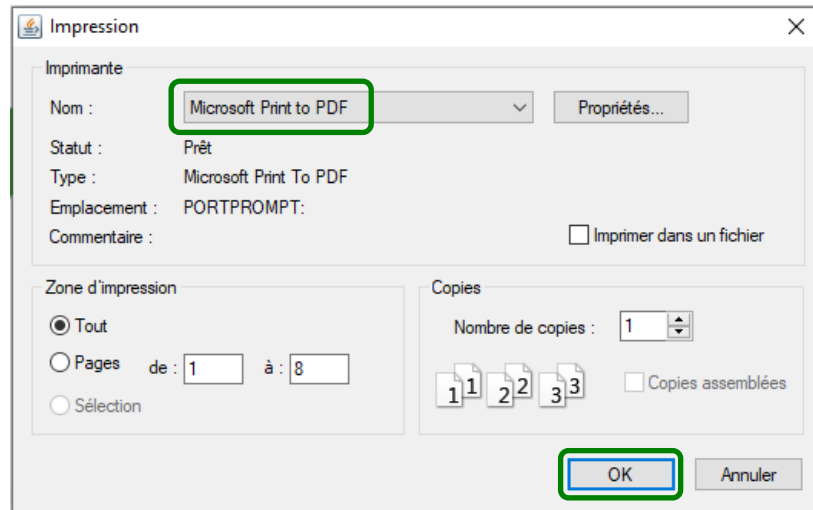 Impression
Imprimante
Nom : Microsoft Print to PDF Propriétés...
Statut : Prêt
Type : Microsoft Print To PDF
Emplacement : PORTPROMPT:
Commentaire : Imprimer dans un fichier
Zone d'impression
Tout
Pages de : 1 à : 8
Sélection
Copies
Nombre de copies : 1
1 1 2 2 3 3 Copies assemblées
OK Annuler